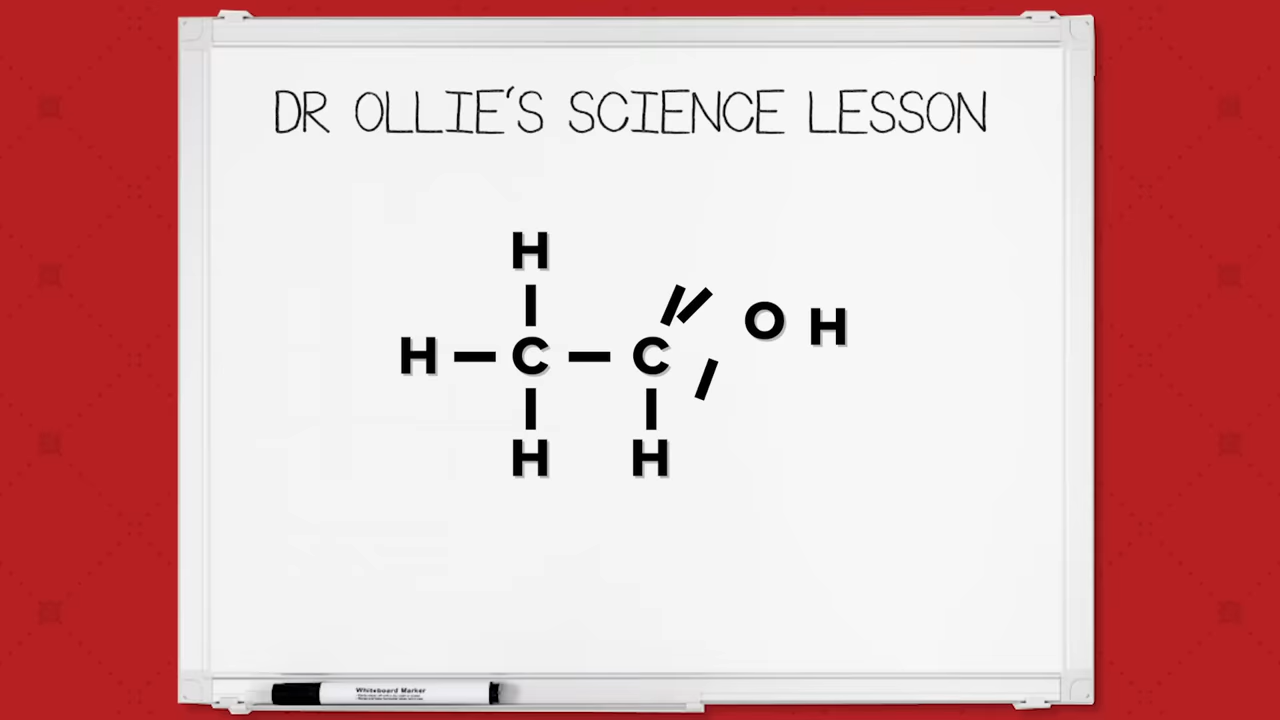 DR OLLIE'S SCIENCE LESSON
H
O H
H C C
H H
Whiteboard Marker